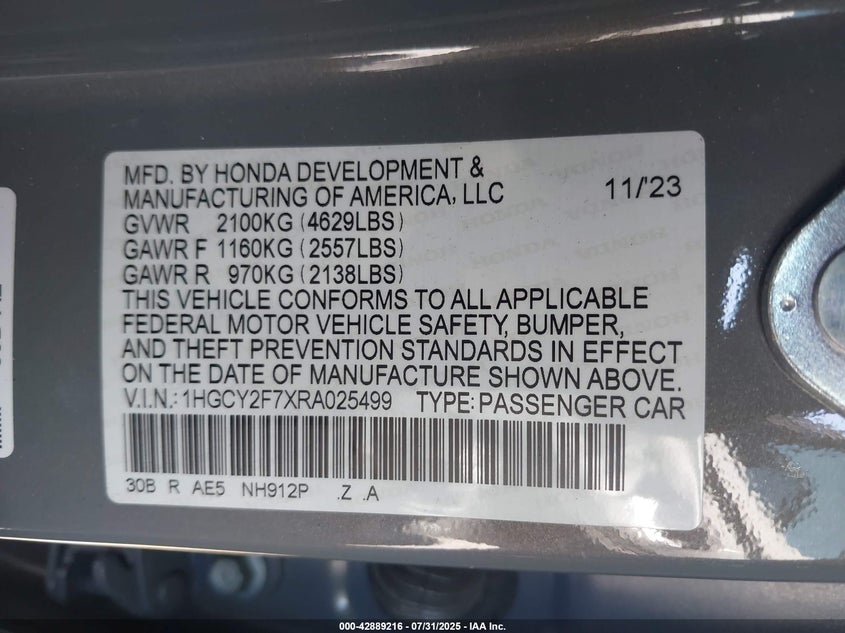 MFD. BY HONDA DEVELOPMENT &
MANUFACTURING OF AMERICA, LLC 11/'23
GVWR 2100KG (4629LBS)
GAWR F 1160KG (2557LBS)
GAWR R 970KG (2138LBS)
THIS VEHICLE CONFORMS TO ALL APPLICABLE
FEDERAL MOTOR VEHICLE SAFETY, BUMPER,
AND THEFT PREVENTION STANDARDS IN EFFECT
ON THE DATE OF MANUFACTURE SHOWN ABOVE.
V.I.N.: 1HGCY2F7XRA025499 TYPE: PASSENGER CAR
30B R AE5 NH912P .Z .A
000-42889216 - 07/31/2025 - IAA Inc.